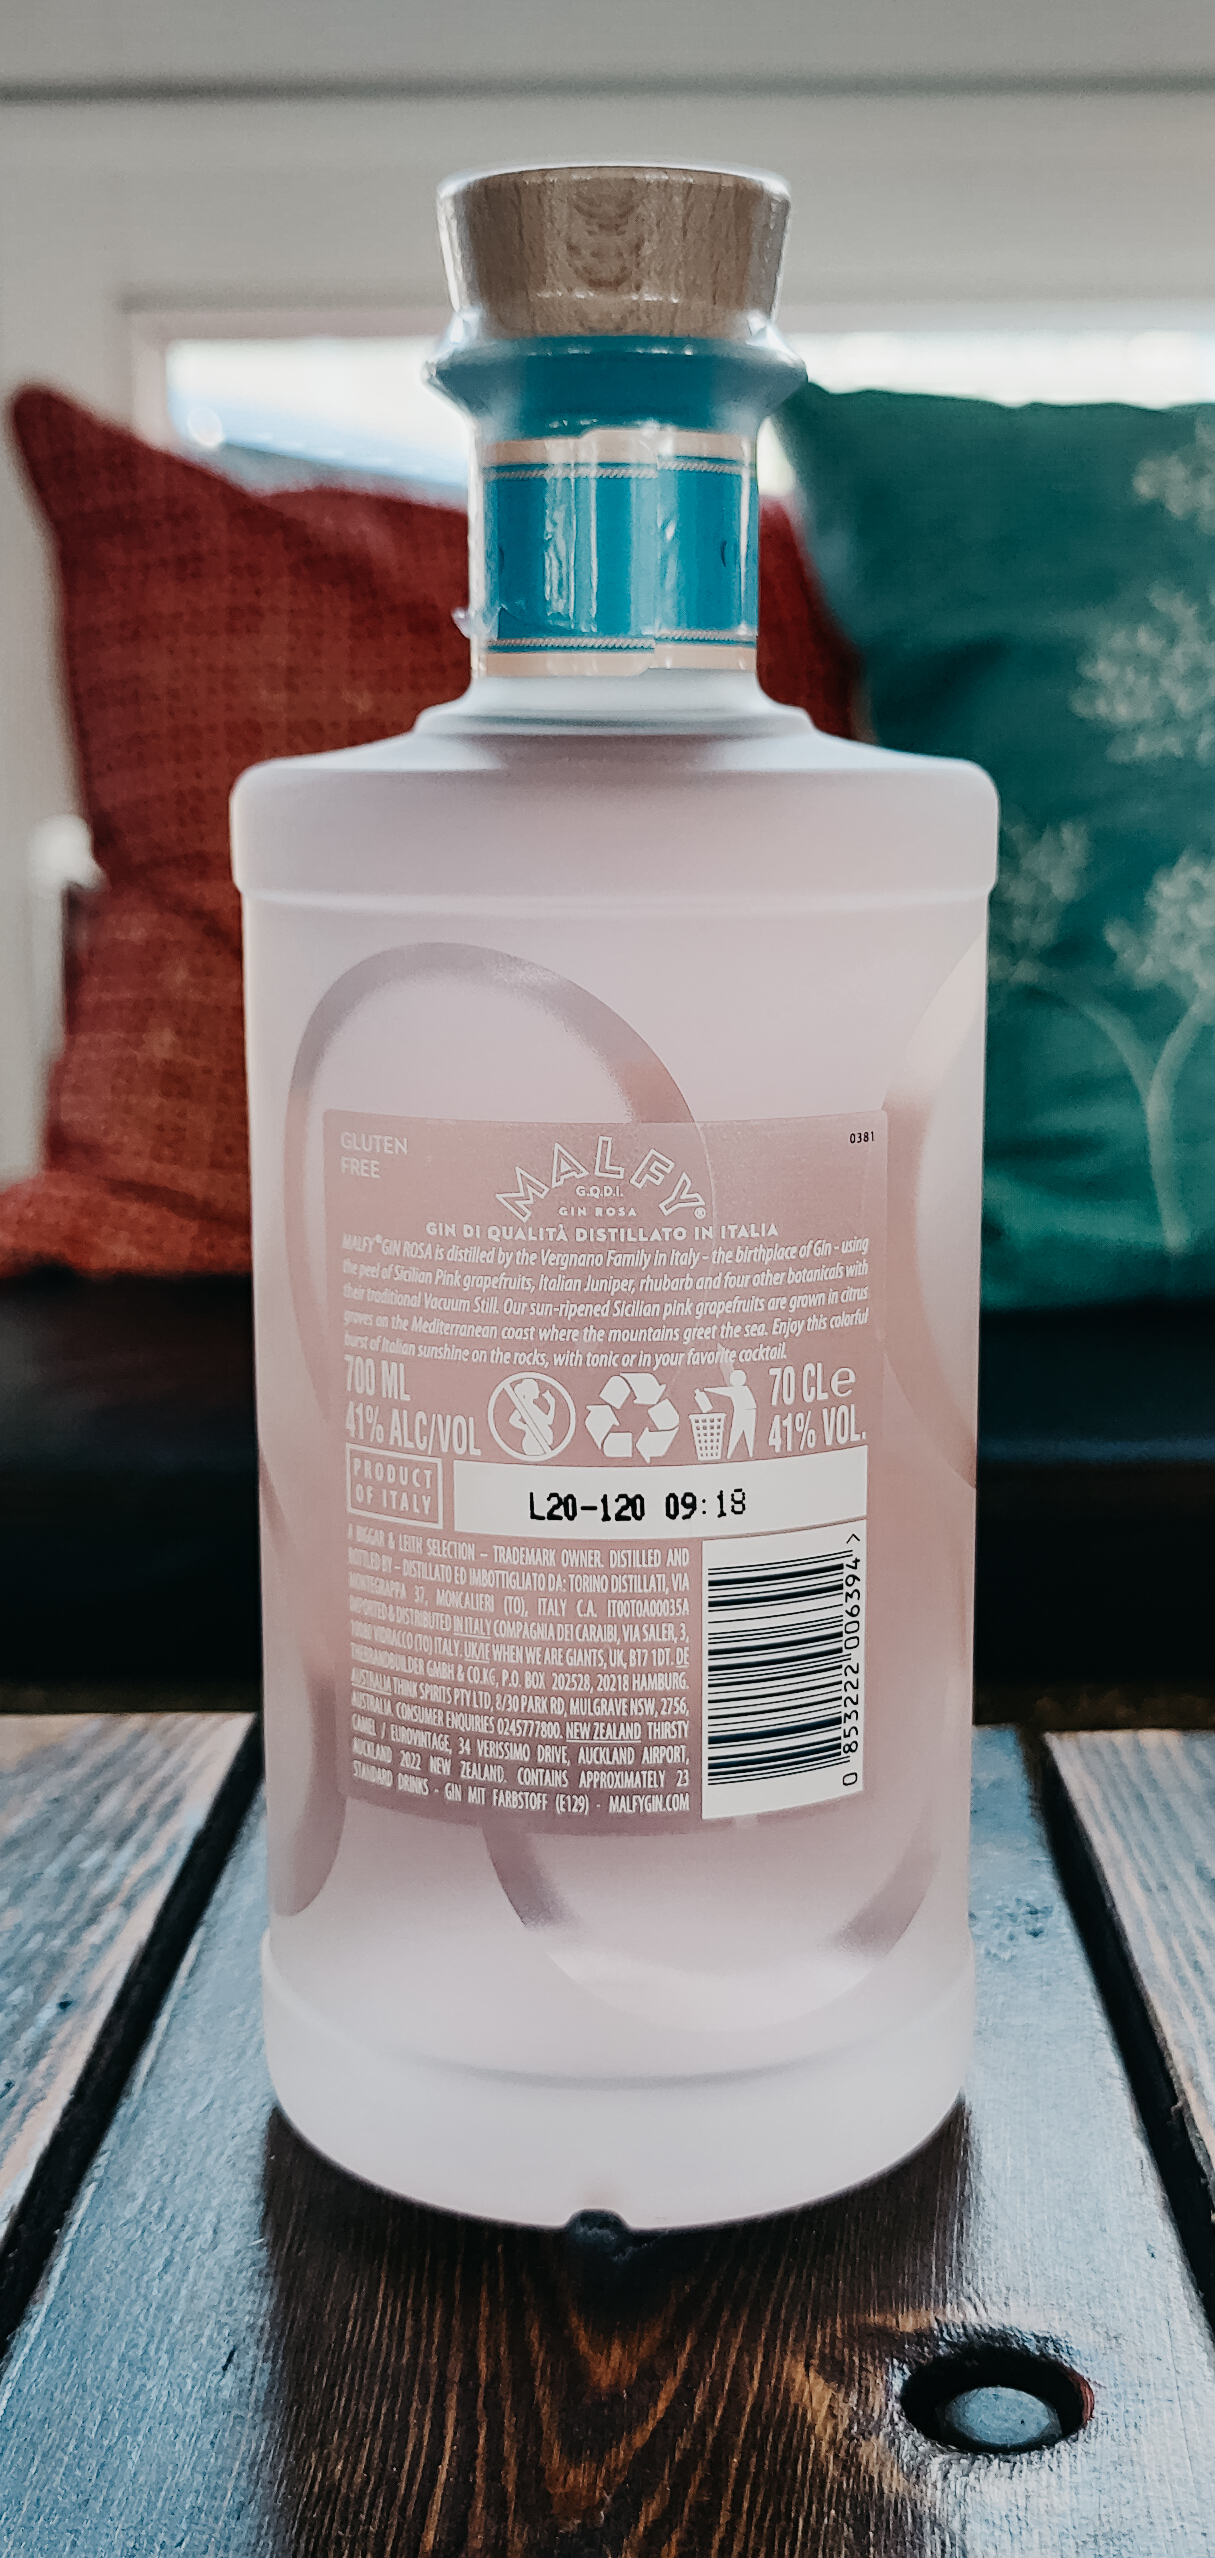 GLUTEN
FREE
0381
MALFY®
G.Q.D.I.
GIN ROSA
GIN DI QUALITÀ DISTILLATO IN ITALIA
MALFY® GIN ROSA is distilled by the Vergnano Family in Italy - the birthplace of Gin - using
the peel of Sicilian Pink grapefruits, Italian Juniper, rhubarb and four other botanicals with
their traditional Vacuum Still. Our sun-ripened Sicilian pink grapefruits are grown in citrus
groves on the Mediterranean coast where the mountains greet the sea. Enjoy this colorful
burst of Italian sunshine on the rocks, with tonic or in your favorite cocktail.
700 ML
41% ALC/VOL
70 CL e
41% VOL.
PRODUCT
OF ITALY
L20-120 09:18
A BIGGAR & LEITH SELECTION – TRADEMARK OWNER. DISTILLED AND
BOTTLED BY – DISTILLATO ED IMBOTTIGLIATO DA: TORINO DISTILLATI, VIA
MONTEGRAPPA 37, MONCALIERI (TO), ITALY C.A. IT00TOA00035A
IMPORTED & DISTRIBUTED IN ITALY COMPAGNIA DEI CARAIBI, VIA SALER, 3,
10080 VIDRACCO (TO) ITALY. UK/IE WHEN WE ARE GIANTS, UK, BT7 1DT. DE
THEBRANDBUILDER GMBH & CO.KG, P.O. BOX 202528, 20218 HAMBURG.
AUSTRALIA THINK SPIRITS PTY LTD, 8/30 PARK RD, MULGRAVE NSW, 2756,
AUSTRALIA. CONSUMER ENQUIRIES 0245777800. NEW ZEALAND THIRSTY
CAMEL / EUROVINTAGE, 34 VERISSIMO DRIVE, AUCKLAND AIRPORT,
AUCKLAND 2022 NEW ZEALAND. CONTAINS APPROXIMATELY 23
STANDARD DRINKS - GIN MIT FARBSTOFF (E129) - MALFYGIN.COM
0 853222 006394 >